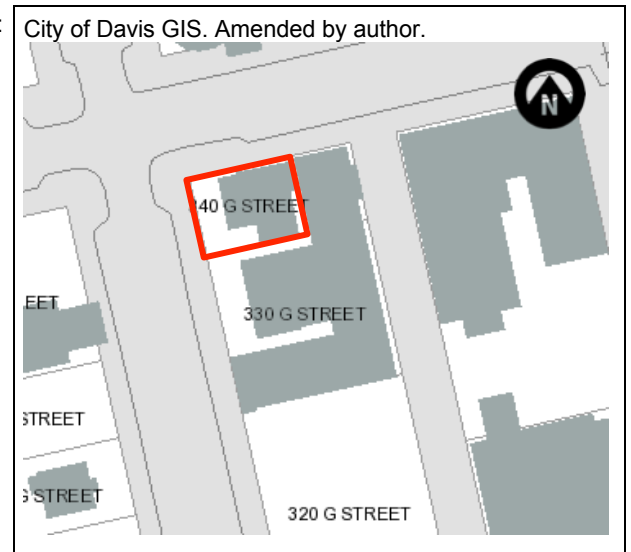 City of Davis GIS. Amended by author.
N
40 G STREET
330 G STREET
EET
STREET
STREET
320 G STREET